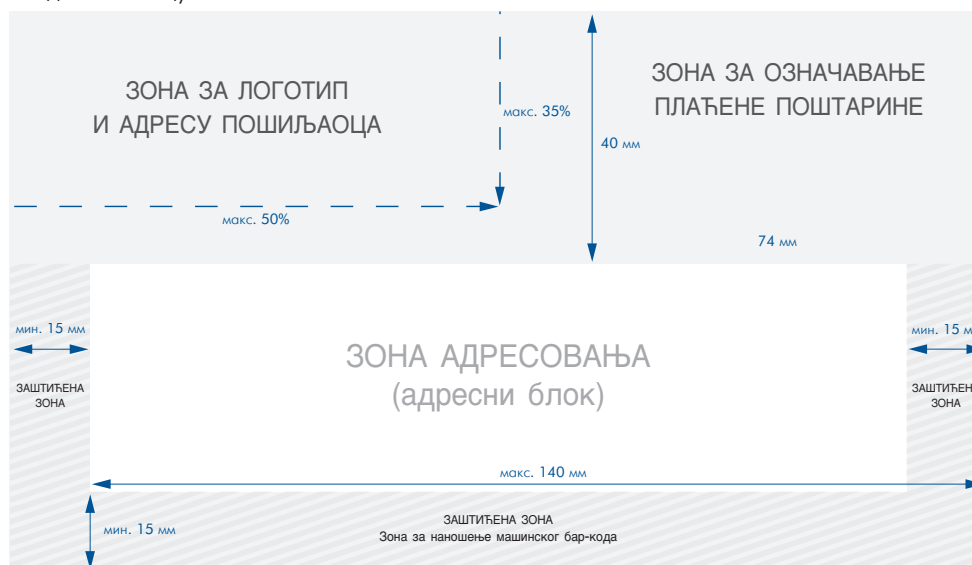 ЗОНА ЗА ЛОГОТИП
И АДРЕСУ ПОШИЉАОЦА
макс. 35%
ЗОНА ЗА ОЗНАЧАВАЊЕ
ПЛАЋЕНЕ ПОШТАРИНЕ
40 мм
макс. 50%
74 мм
мин. 15 мм
ЗАШТИЋЕНА
ЗОНА
ЗОНА АДРЕСОВАЊА
(адресни блок)
мин. 15 м
ЗАШТИЋЕН
ЗОНА
макс. 140 мм
мин. 15 мм
ЗАШТИЋЕНА ЗОНА
Зона за наношење машинског бар-кода